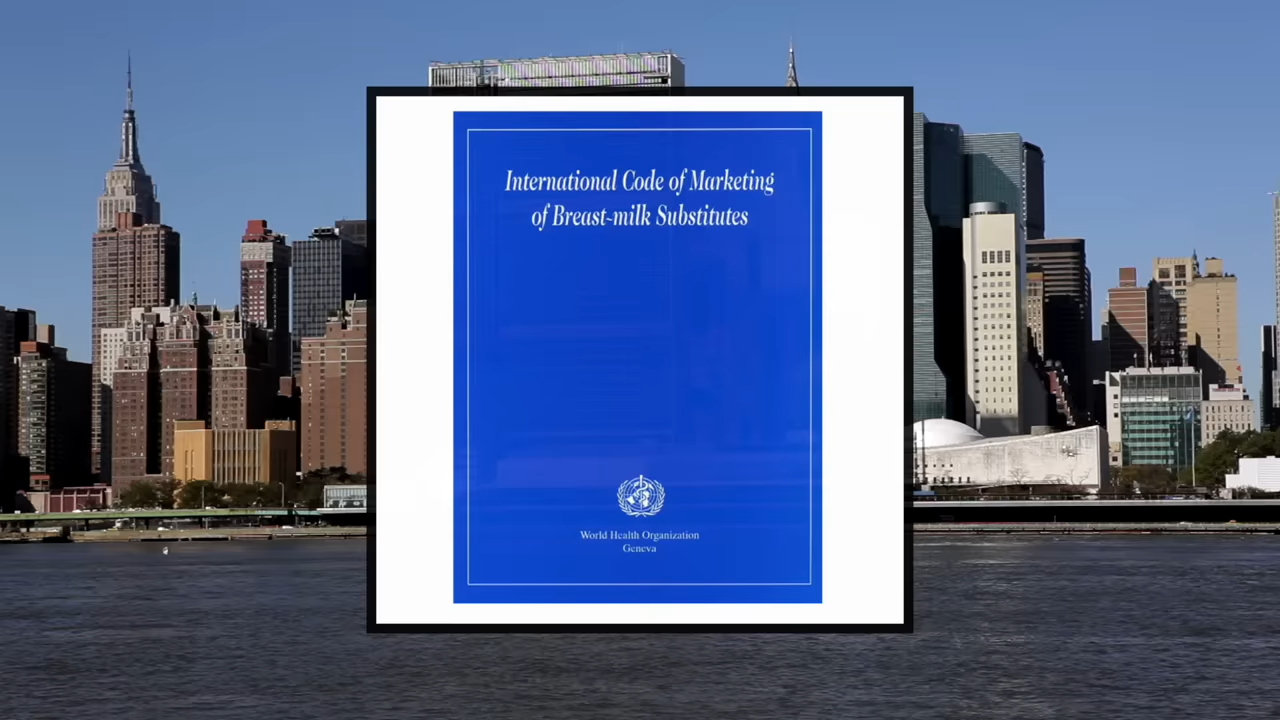 International Code of Marketing
of Breast-milk Substitutes
World Health Organization
Geneva